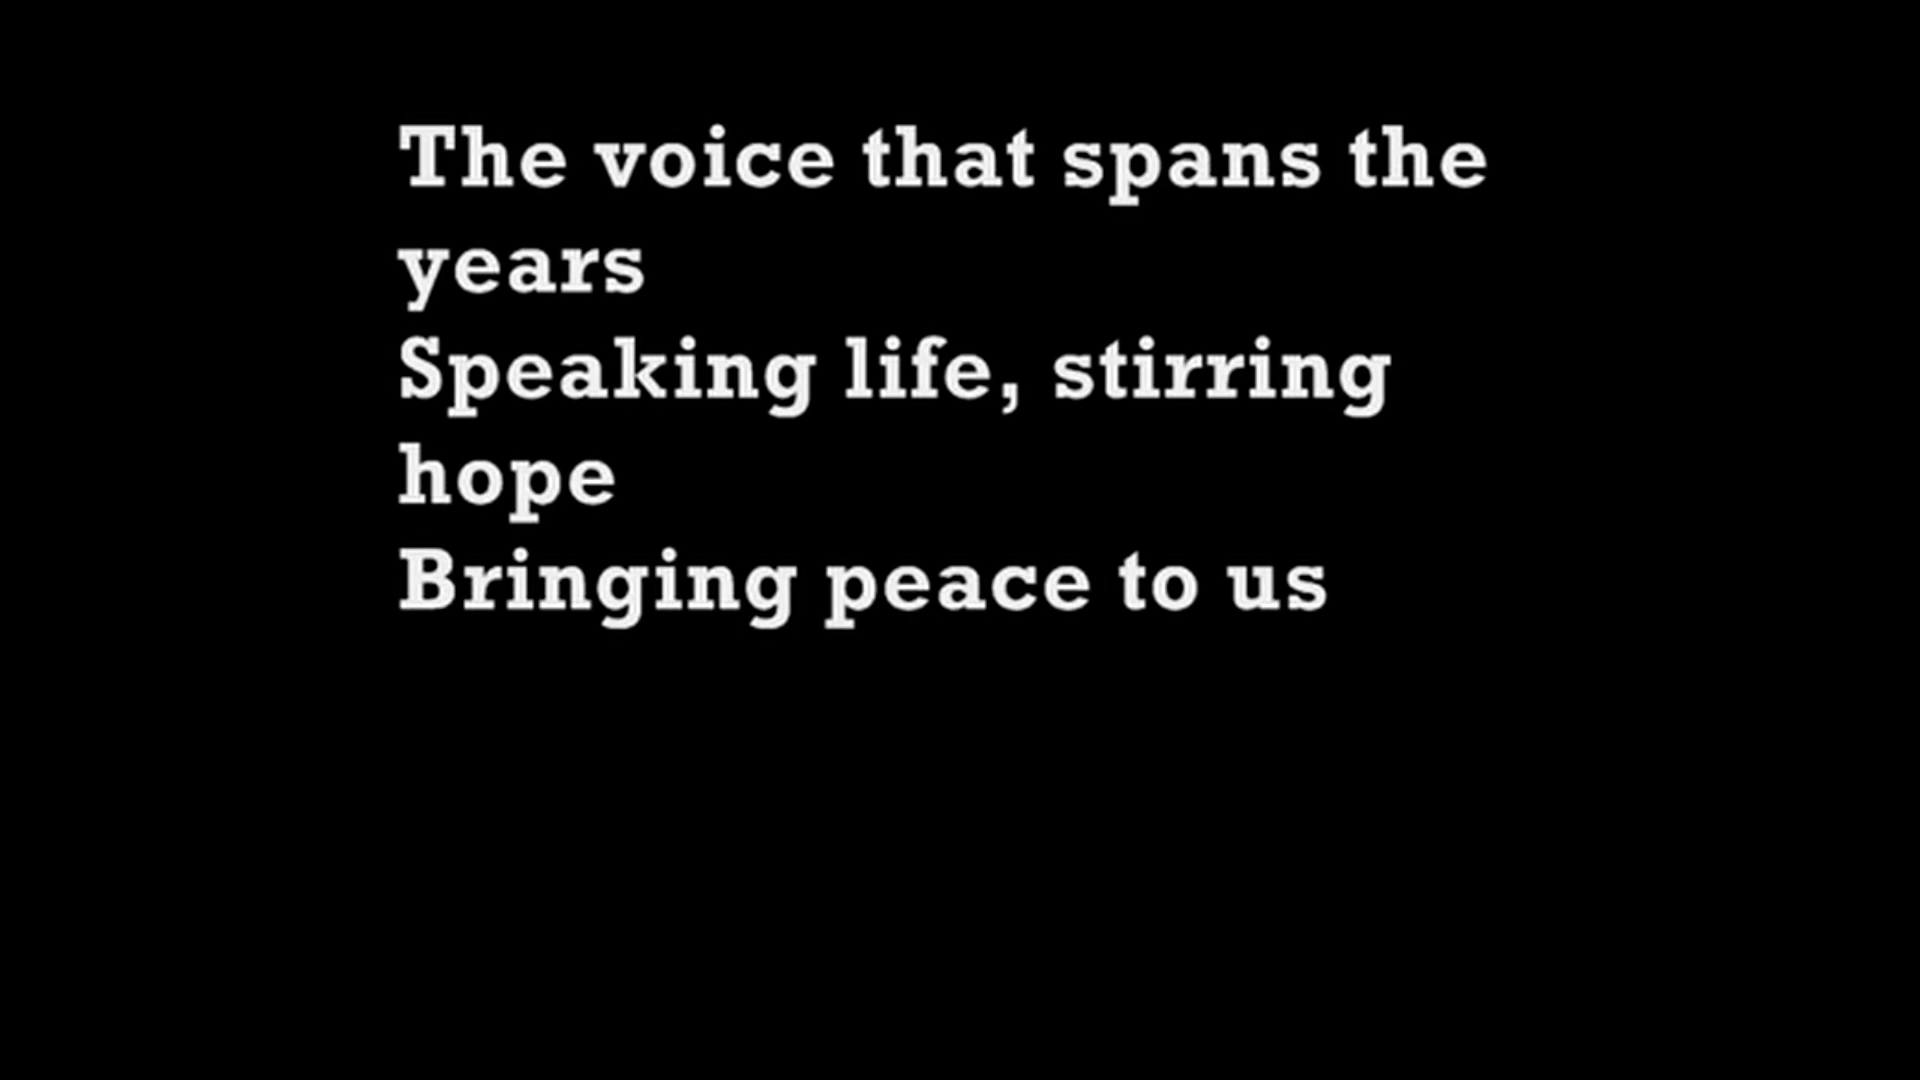 The voice that spans the
years
Speaking life, stirring
hope
Bringing peace to us